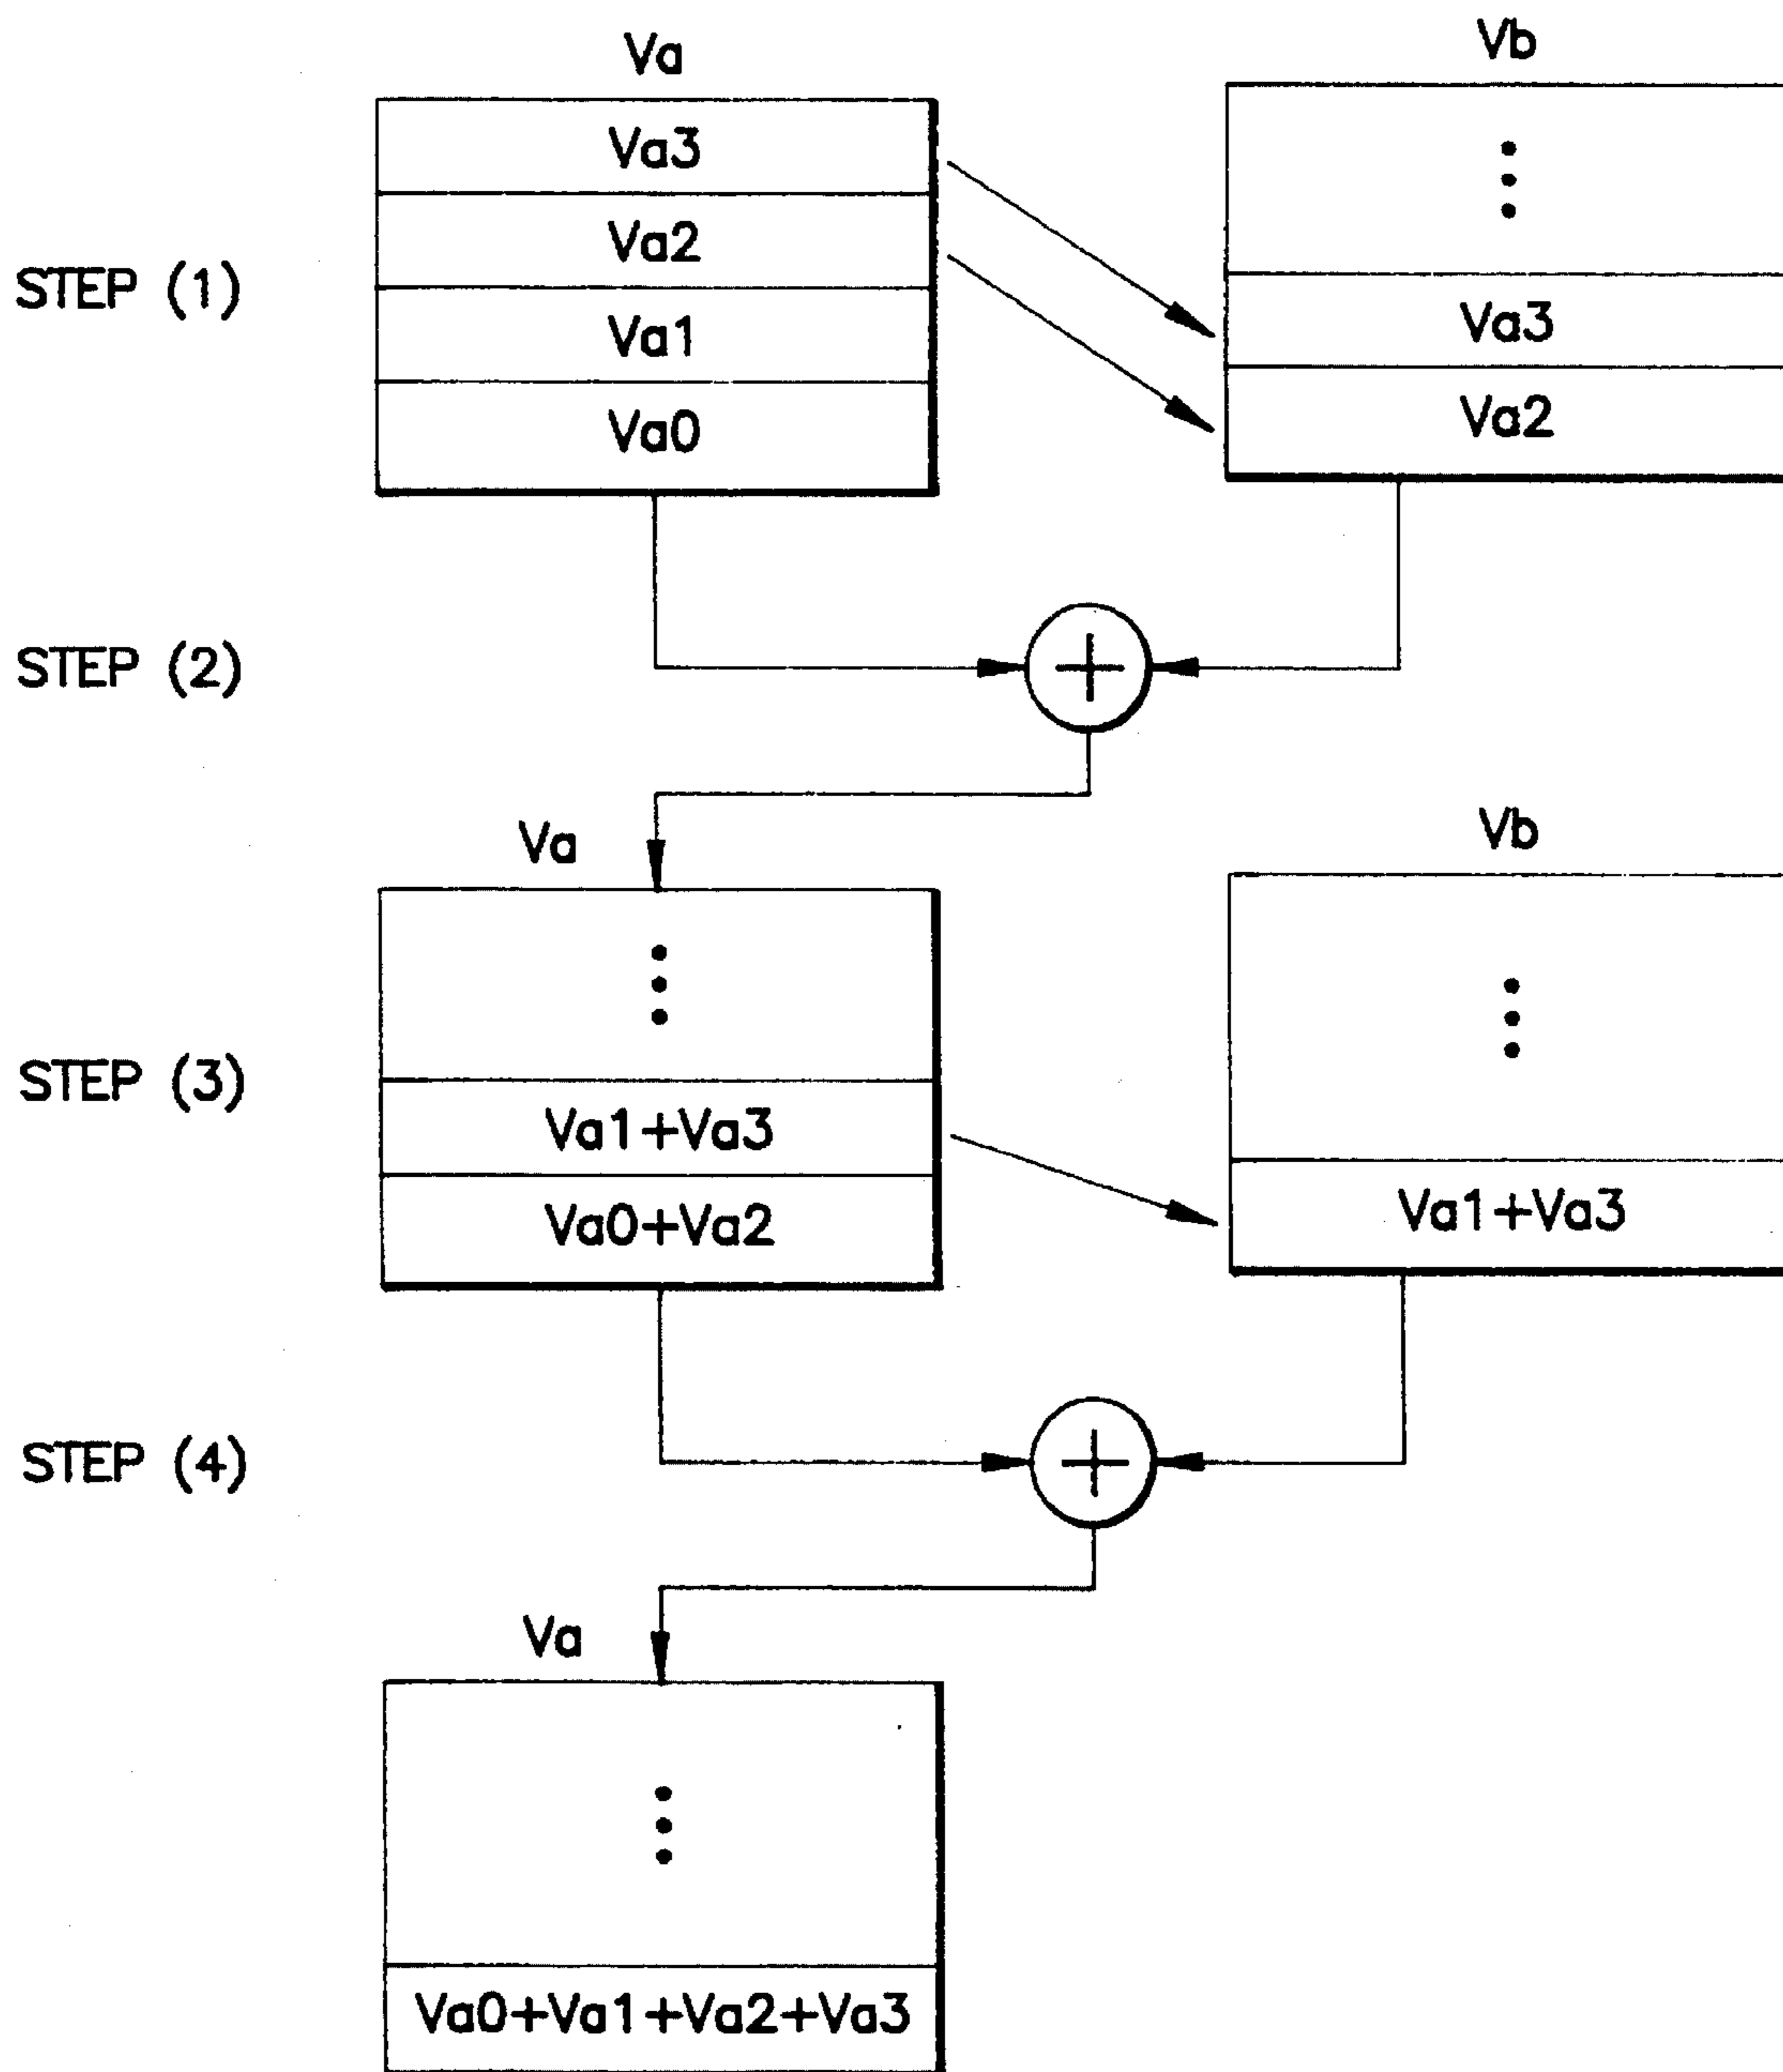 Va
Vb
Va3
Va2
Va1
Va0
STEP (1)
Va3
Va2
STEP (2)
+
Va
Vb
STEP (3)
Va1+Va3
Va0+Va2
Va1+Va3
STEP (4)
+
Va
Va0+Va1+Va2+Va3